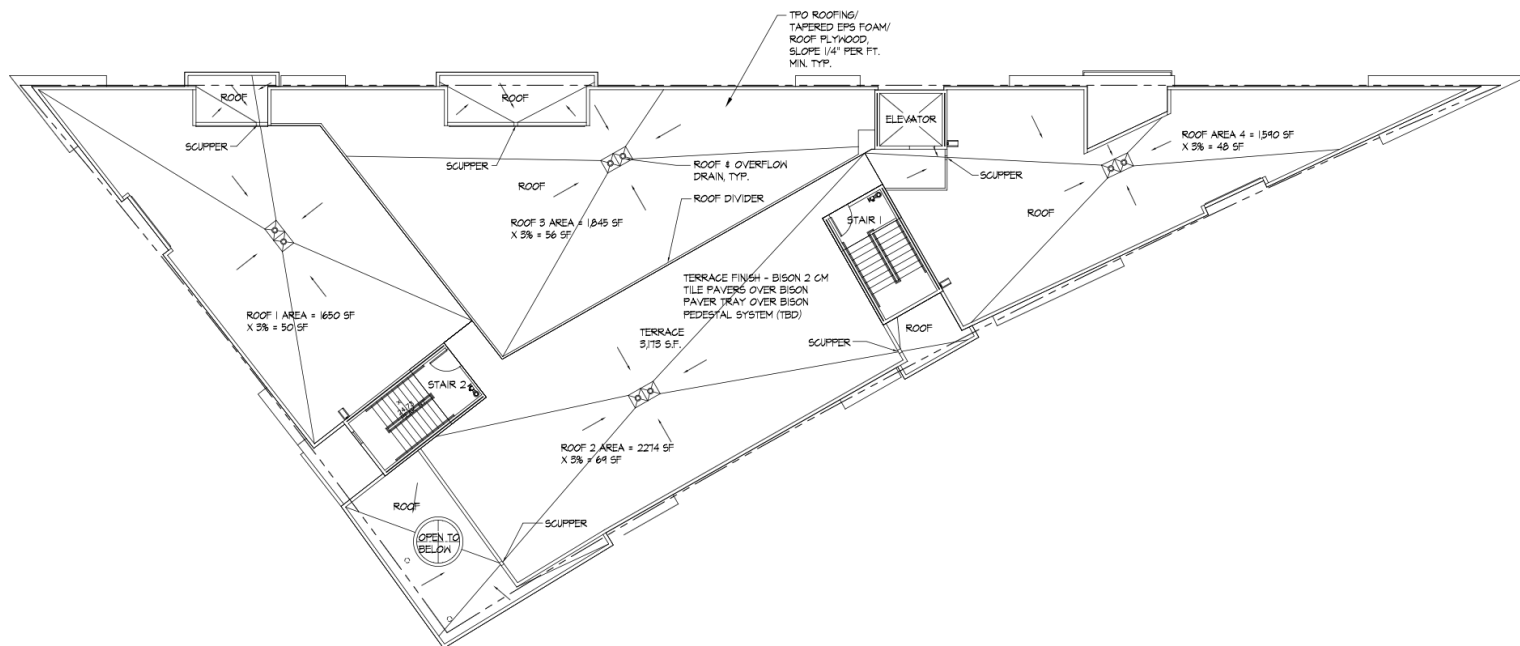 TPO ROOFING/
TAPERED EPS FOAM/
ROOF PLYWOOD,
SLOPE 1/4" PER FT.
MIN. TYP.
ROOF
ROOF
ELEVATOR
SCUPPER
SCUPPER
ROOF & OVERFLOW
DRAIN, TYP.
SCUPPER
ROOF AREA 4 = 1,590 SF
X 3% = 48 SF
ROOF
ROOF DIVIDER
ROOF 3 AREA = 1,845 SF
X 3% = 56 SF
STAIR 1
ROOF
TERRACE FINISH - BISON 2 CM
TILE PAVERS OVER BISON
PAVER TRAY OVER BISON
PEDESTAL SYSTEM (TBD)
ROOF 1 AREA = 1650 SF
X 3% = 50 SF
TERRACE
3,173 S.F.
ROOF
SCUPPER
STAIR 2
ROOF 2 AREA = 2274 SF
X 3% = 69 SF
ROOF
OPEN TO
BELOW
SCUPPER